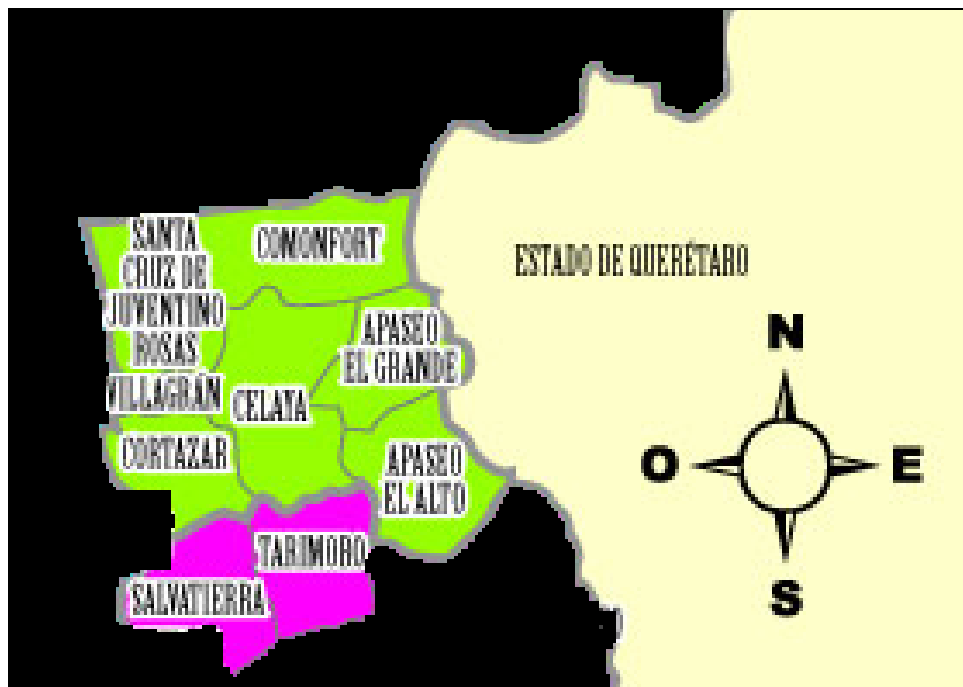 SANTA
CRUZ DE
JUVENTINO
ROSAS
COMONFORT
ESTADO DE QUERÉTARO
APASEO
EL GRANDE
VILLAGRÁN
CELAYA
CORTAZAR
APASEO
EL ALTO
TARIMORO
SALVATIERRA
N
O
E
S